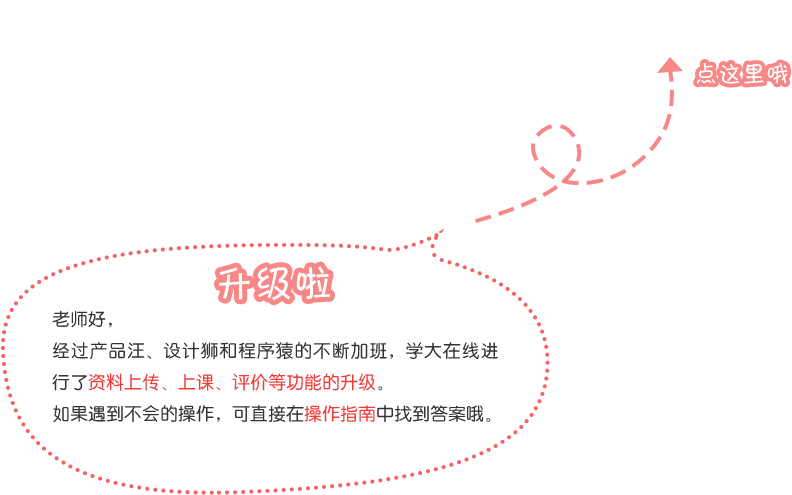 点这里哦
升级啦
老师好，
经过产品汪、设计狮和程序猿的不断加班，学大在线进
行了资料上传、上课、评价等功能的升级。
如果遇到不会的操作，可直接在操作指南中找到答案哦。